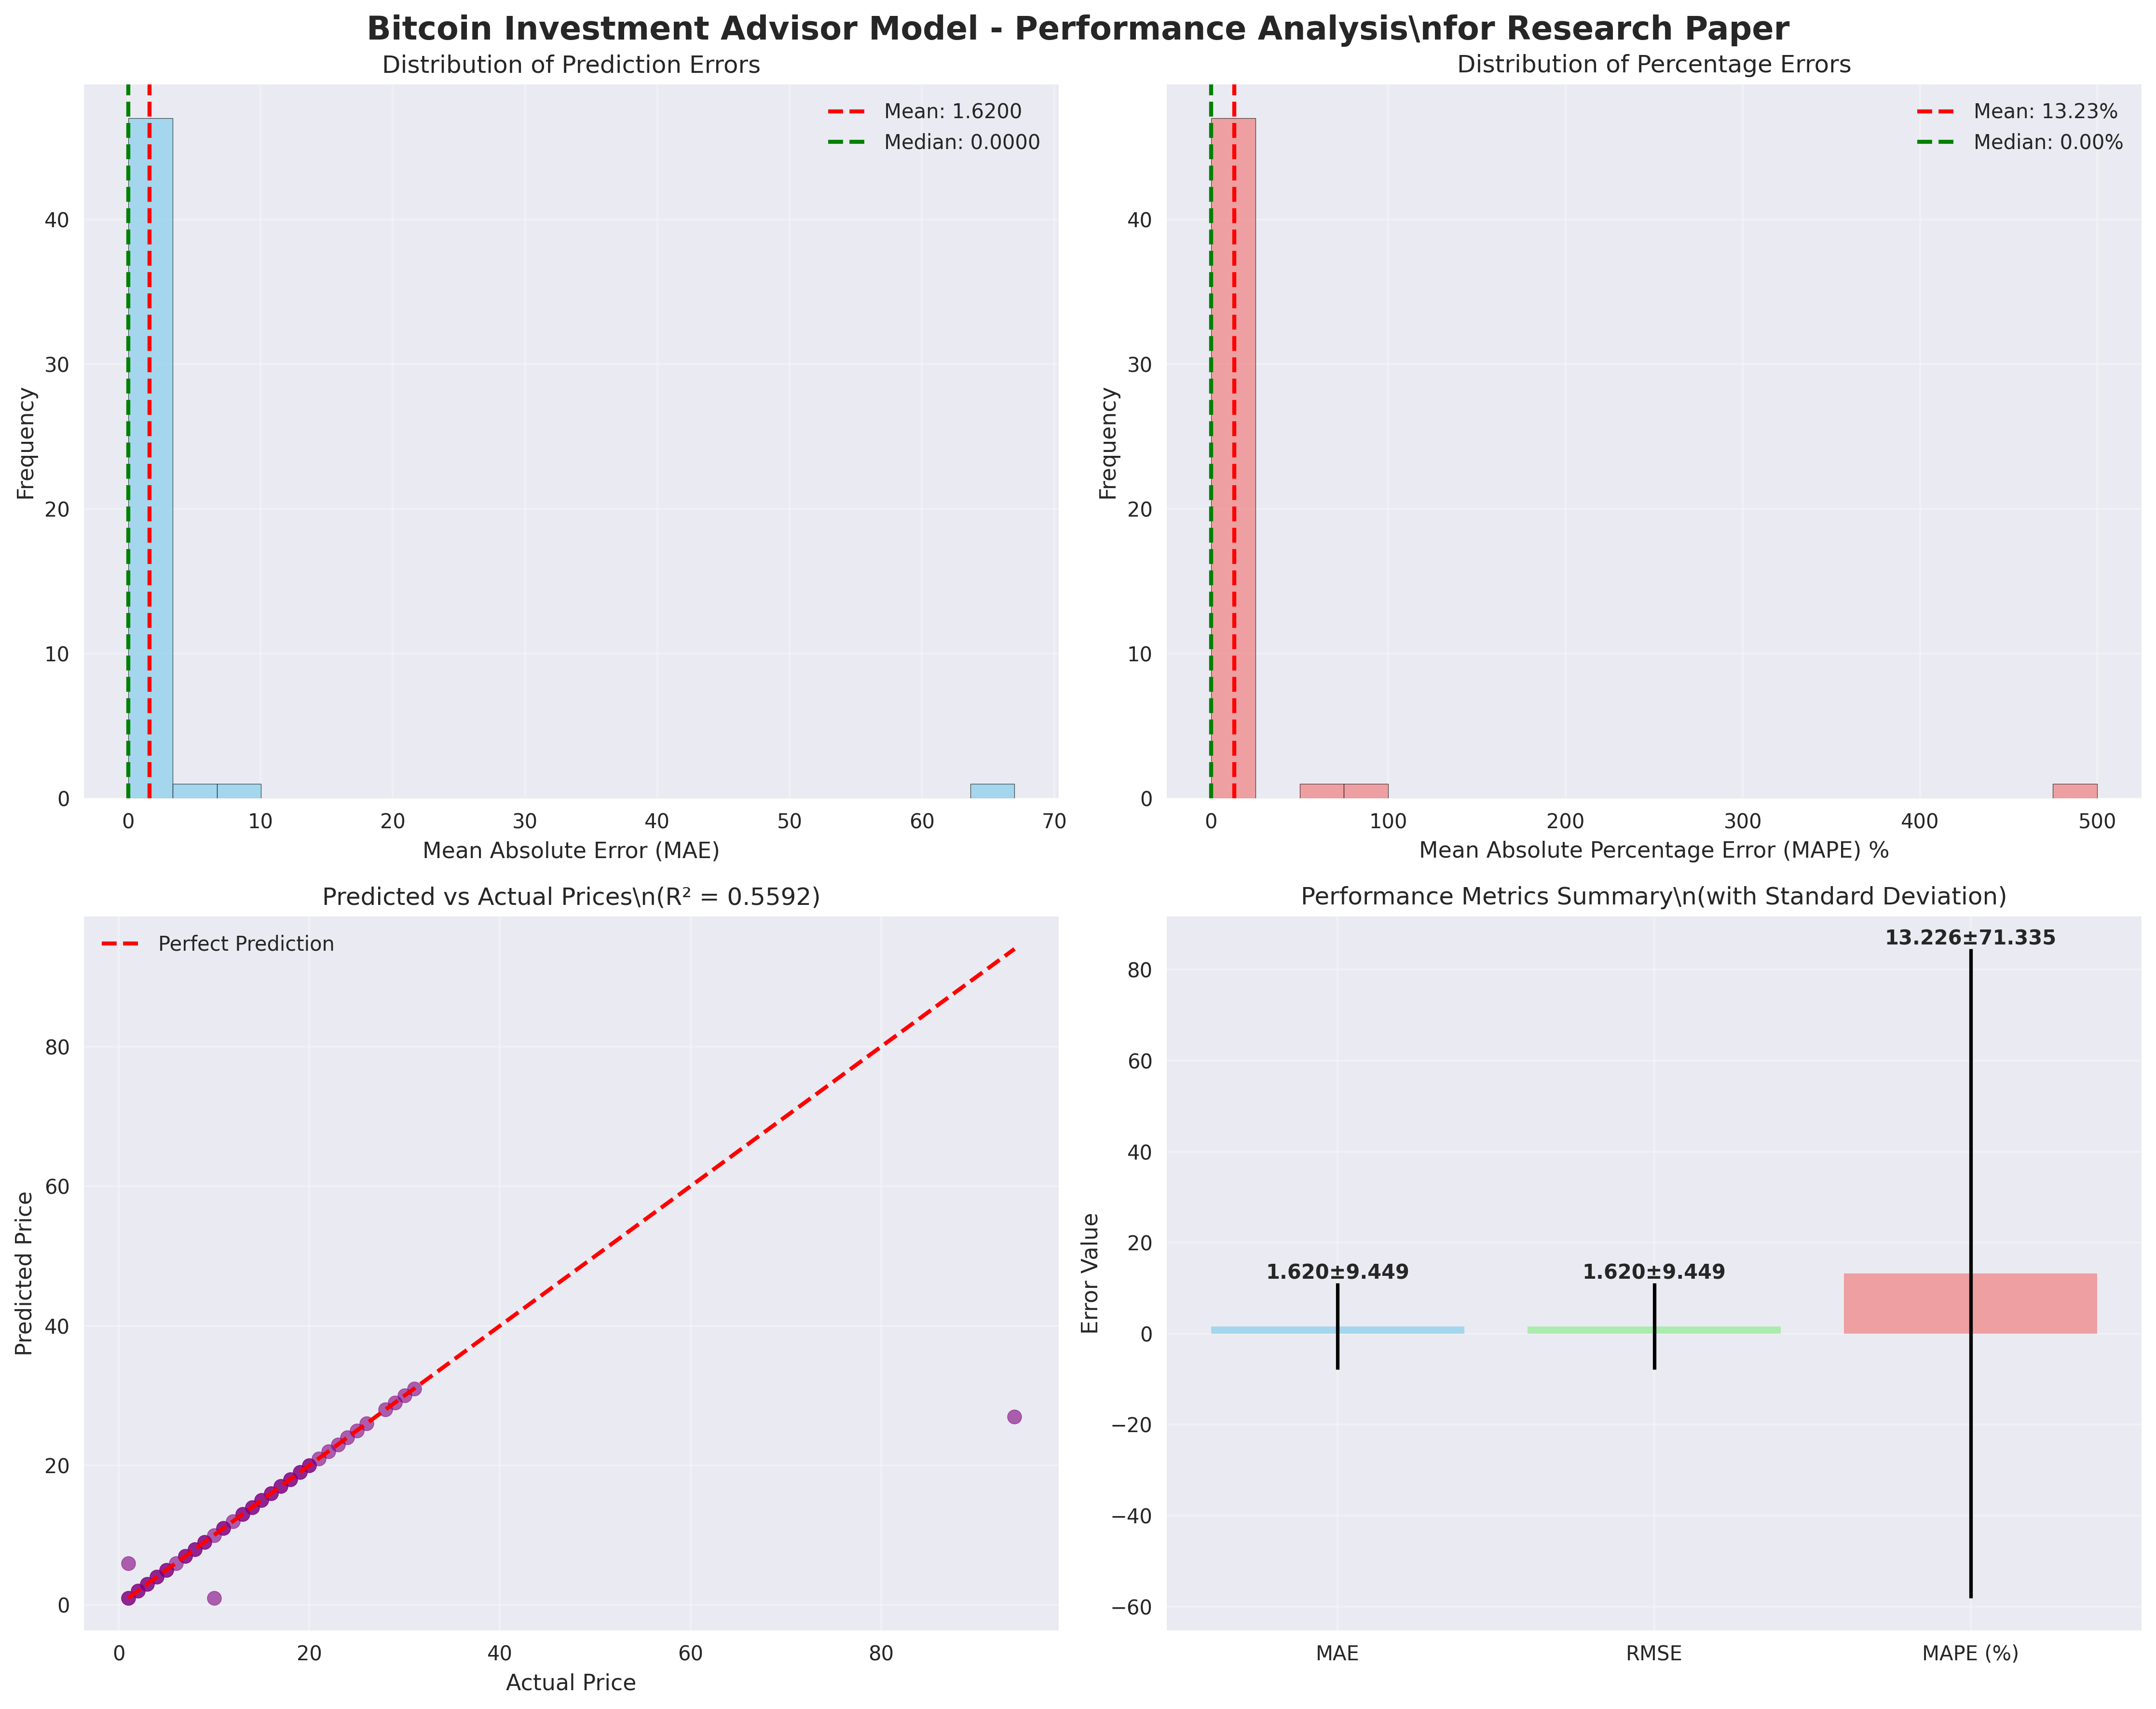 Bitcoin Investment Advisor Model - Performance Analysis\nfor Research Paper
Distribution of Prediction Errors
Mean: 1.6200
Median: 0.0000
Frequency
40
30
20
10
0
0 10 20 30 40 50 60 70
Mean Absolute Error (MAE)
Distribution of Percentage Errors
Mean: 13.23%
Median: 0.00%
Frequency
40
30
20
10
0
0 100 200 300 400 500
Mean Absolute Percentage Error (MAPE) %
Predicted vs Actual Prices\n(R² = 0.5592)
Perfect Prediction
Predicted Price
80
60
40
20
0
0 20 40 60 80
Actual Price
Performance Metrics Summary\n(with Standard Deviation)
13.226±71.335
1.620±9.449
1.620±9.449
Error Value
80
60
40
20
0
−20
−40
−60
MAE RMSE MAPE (%)